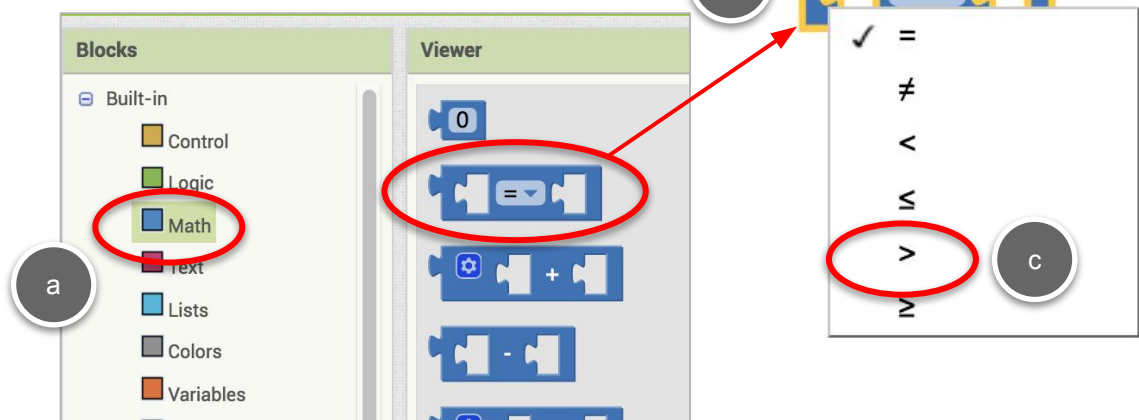 Blocks
Built-in
Control
Logic
Math
Text
Lists
Colors
Variables
a
Viewer
0
=
+
-
✓ =
≠
<
≤
>
≥
c